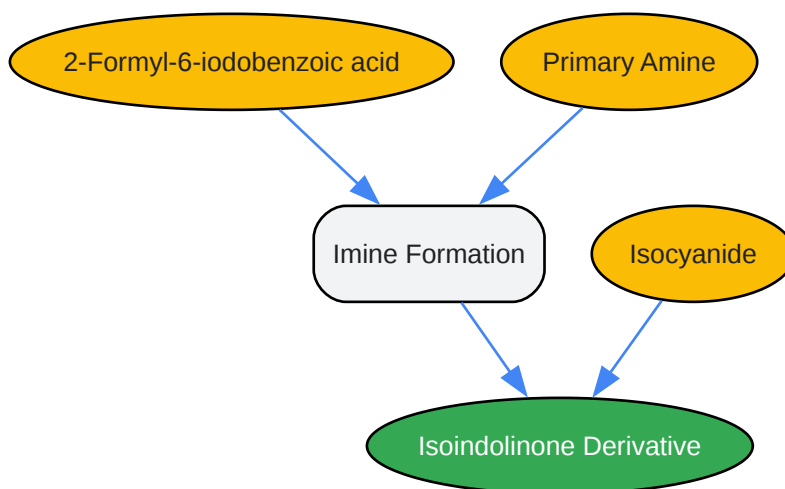 2-Formyl-6-iodobenzoic acid
Primary Amine
Imine Formation
Isocyanide
Isoindolinone Derivative